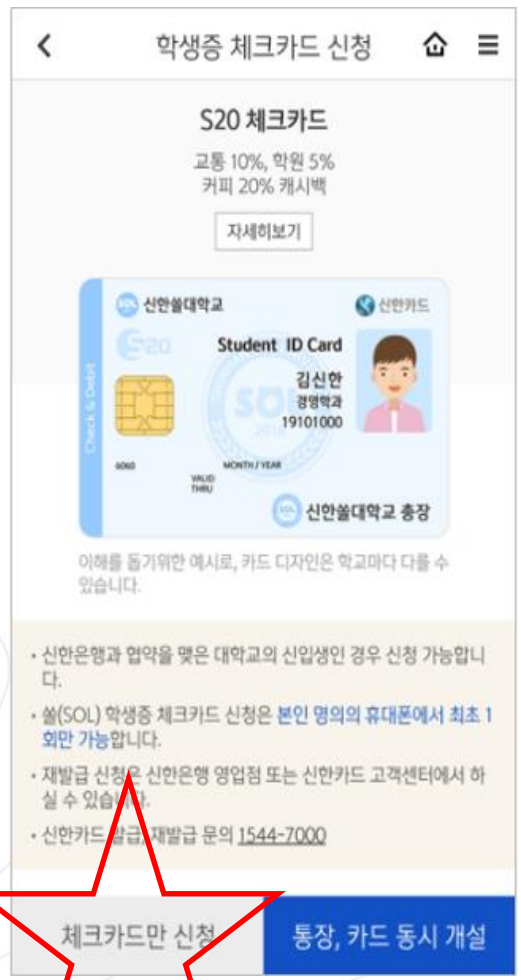 학생증 체크카드 신청
S20 체크카드
교통 10%, 학원 5%
커피 20% 캐시백
자세히보기
SOL 신한쏠대학교
신한카드
S20
Student ID Card
김신한
경영학과
19101000
SOL
2018
Check & Debit
6060
MONTH / YEAR
VALID
THRU
신한쏠대학교 총장
이해를 돕기위한 예시로, 카드 디자인은 학교마다 다를 수
있습니다.
• 신한은행과 협약을 맺은 대학교의 신입생인 경우 신청 가능합니
다.
• 쏠(SOL) 학생증 체크카드 신청은 본인 명의의 휴대폰에서 최초 1
회만 가능합니다.
• 재발급 신청은 신한은행 영업점 또는 신한카드 고객센터에서 하
실 수 있습니다.
• 신한카드 발급, 재발급 문의 1544-7000
체크카드만 신청
통장, 카드 동시 개설